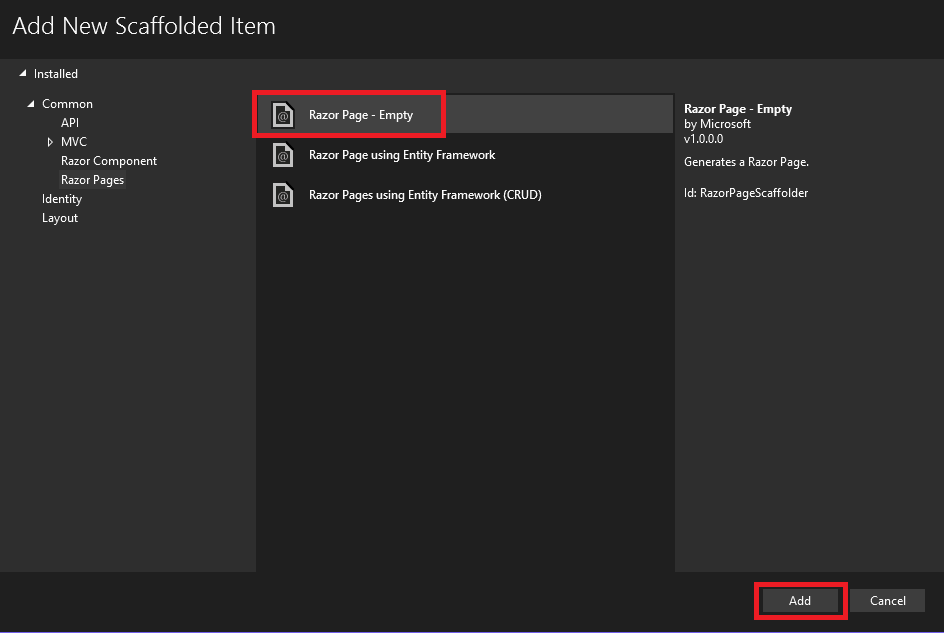 Add New Scaffolded Item
Installed
Common
API
MVC
Razor Component
Razor Pages
Identity
Layout
Razor Page - Empty
Razor Page using Entity Framework
Razor Pages using Entity Framework (CRUD)
Razor Page - Empty
by Microsoft
v1.0.0.0
Generates a Razor Page.
Id: RazorPageScaffolder
Add
Cancel